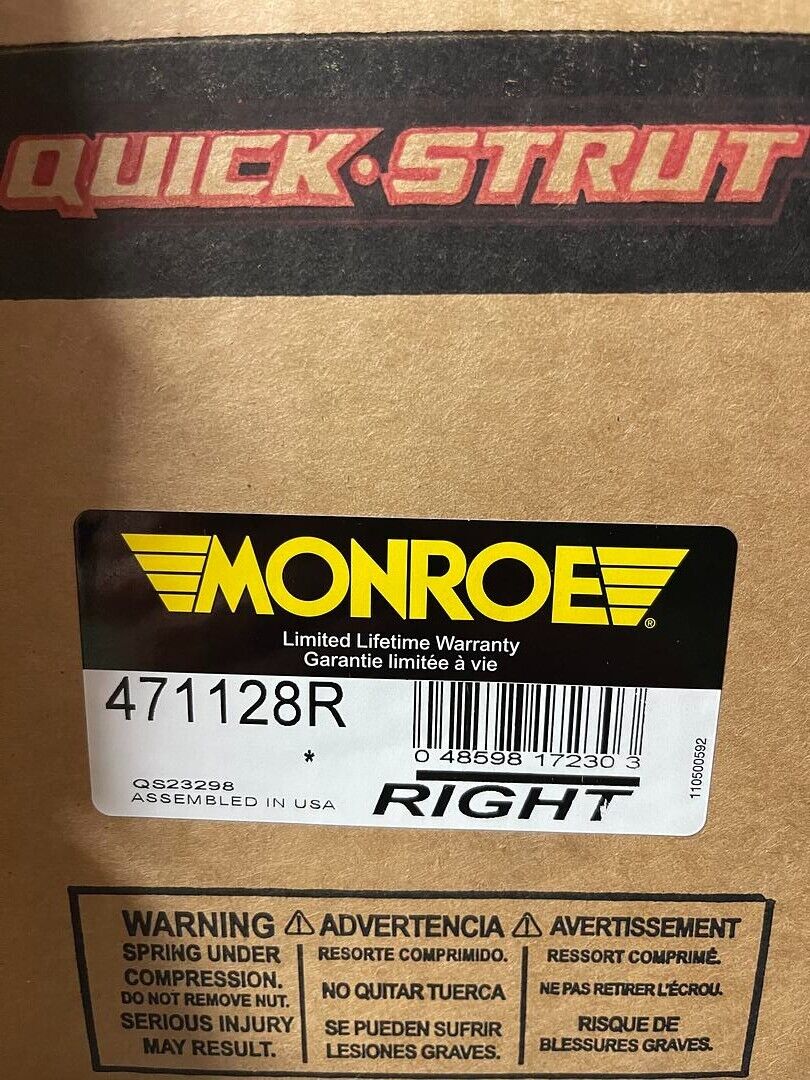 QUICK·STRUT
MONROE®
Limited Lifetime Warranty
Garantie limitée à vie
471128R
*
0 48598 17230 3
110500592
QS23298
ASSEMBLED IN USA
RIGHT
WARNING ⚠ ADVERTENCIA ⚠ AVERTISSEMENT
SPRING UNDER
COMPRESSION.
DO NOT REMOVE NUT.
SERIOUS INJURY
MAY RESULT.
RESORTE COMPRIMIDO.
NO QUITAR TUERCA
SE PUEDEN SUFRIR
LESIONES GRAVES.
RESSORT COMPRIMÉ.
NE PAS RETIRER L'ÉCROU.
RISQUE DE
BLESSURES GRAVES.